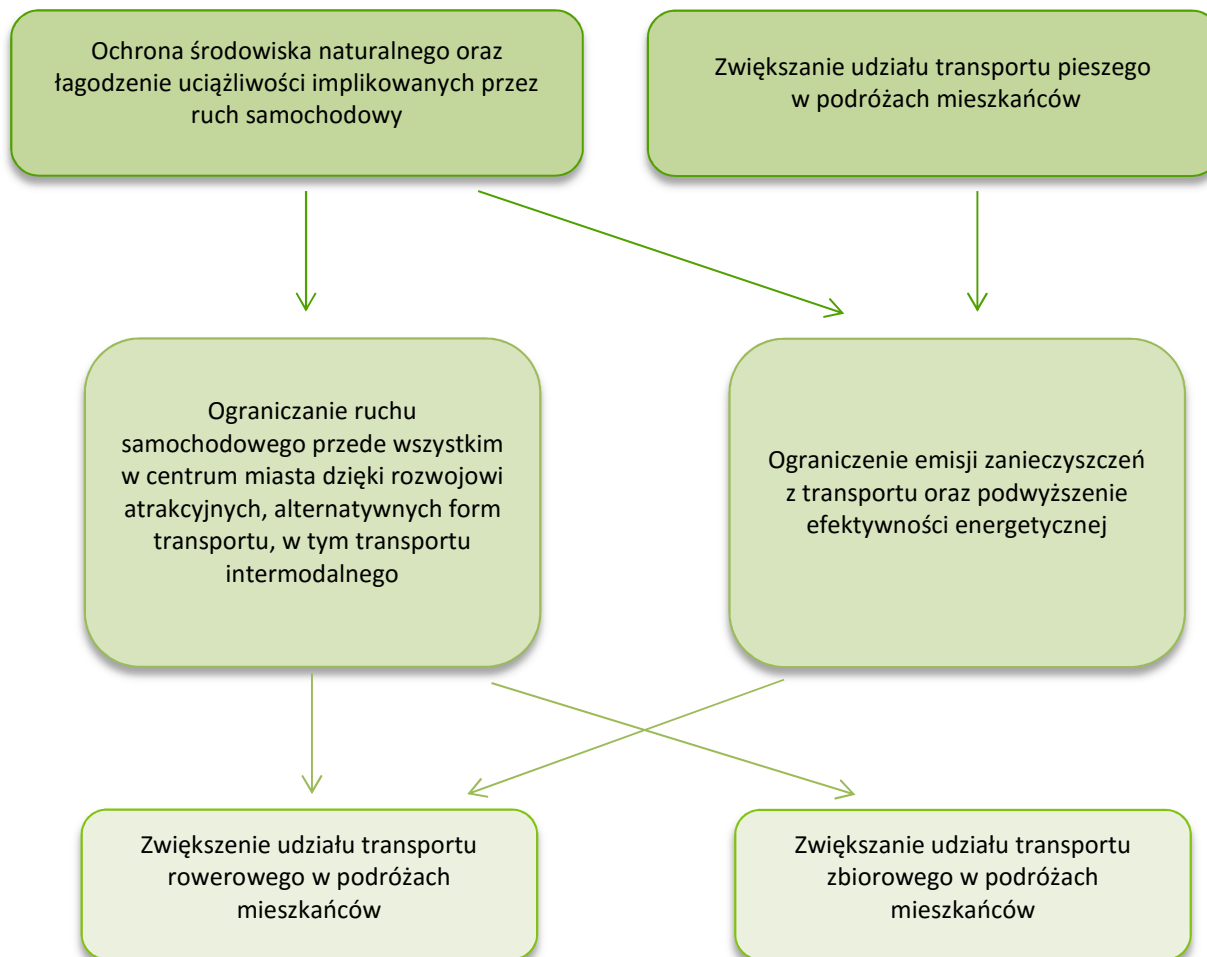 Ochrona środowiska naturalnego oraz
łagodzenie uciążliwości implikowanych przez
ruch samochodowy
Zwiększanie udziału transportu pieszego
w podróżach mieszkańców
Ograniczanie ruchu
samochodowego przede wszystkim
w centrum miasta dzięki rozwojowi
atrakcyjnych, alternatywnych form
transportu, w tym transportu
intermodalnego
Ograniczenie emisji zanieczyszczeń
z transportu oraz podwyższenie
efektywności energetycznej
Zwiększenie udziału transportu
rowerowego w podróżach
mieszkańców
Zwiększanie udziału transportu
zbiorowego w podróżach
mieszkańców